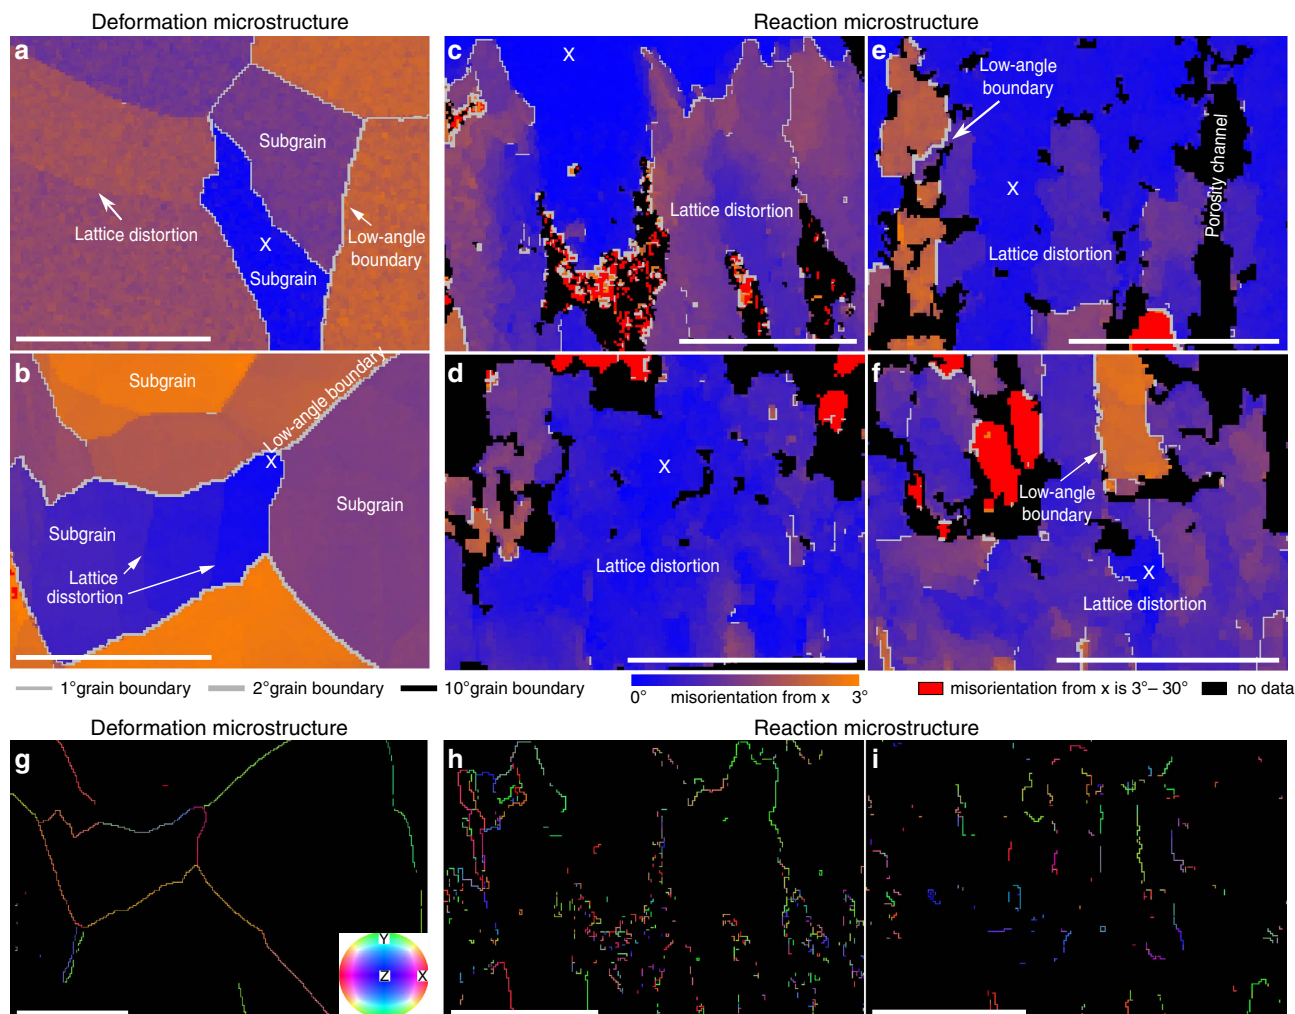 Deformation microstructure
Reaction microstructure
a
Subgrain
Lattice distortion
X
Low-angle
boundary
Subgrain
c
X
Lattice distortion
e
Low-angle
boundary
X
Porosity channel
Lattice distortion
b
Subgrain
Low-angle boundary
X
Subgrain
Subgrain
Lattice
disstortion
d
X
Lattice distortion
f
Low-angle
boundary
X
Lattice distortion
1°grain boundary
2°grain boundary
10°grain boundary
0° misorientation from x 3°
misorientation from x is 3°– 30°
no data
Deformation microstructure
Reaction microstructure
g
Y
Z
X
h
i